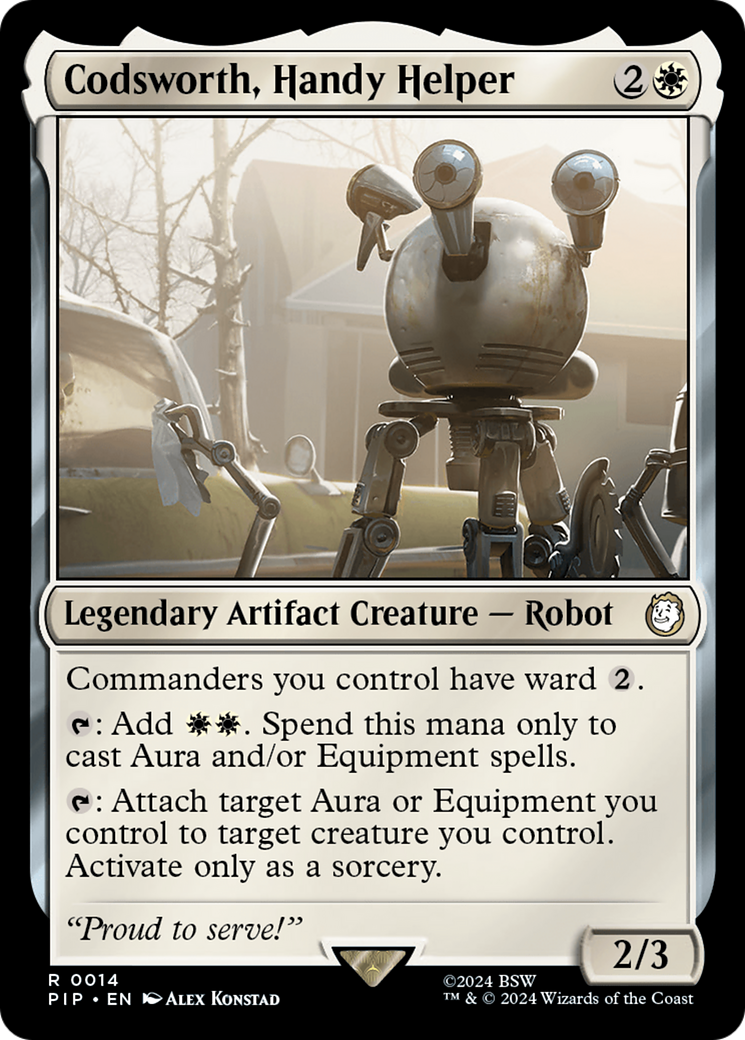 Codsworth, Handy Helper 2
Legendary Artifact Creature — Robot
Commanders you control have ward 2.
: Add . Spend this mana only to
cast Aura and/or Equipment spells.
: Attach target Aura or Equipment you
control to target creature you control.
Activate only as a sorcery.
“Proud to serve!”
2/3
R 0014
PIP • EN Alex Konstad
©2024 BSW
™ & © 2024 Wizards of the Coast